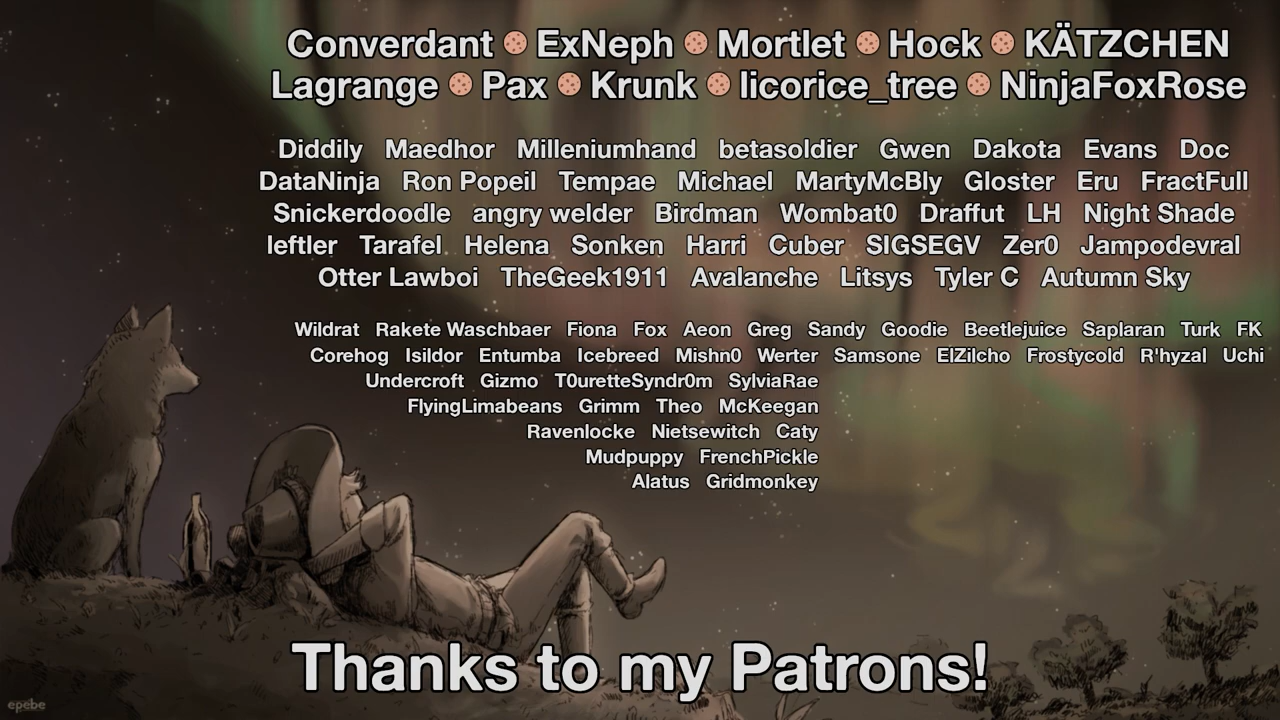 Converdant ExNeph Mortlet Hock KÄTZCHEN
Lagrange Pax Krunk licorice_tree NinjaFoxRose
Diddily Maedhor Milleniumhand betasoldier Gwen Dakota Evans Doc
DataNinja Ron Popeil Tempae Michael MartyMcBly Gloster Eru FractFull
Snickerdoodle angry welder Birdman Wombat0 Draffut LH Night Shade
leftler Tarafel Helena Sonken Harri Cuber SIGSEGV Zer0 Jampodevral
Otter Lawboi TheGeek1911 Avalanche Litsys Tyler C Autumn Sky
Wildrat Rakete Waschbaer Fiona Fox Aeon Greg Sandy Goodie Beetlejuice Saplaran Turk FK
Corehog Isildor Entumba Icebreed Mishn0 Werter Samsone ElZilcho Frostycold R'hyzal Uchi
Undercroft Gizmo T0uretteSyndr0m SylviaRae
FlyingLimabeans Grimm Theo McKeegan
Ravenlocke Nietsewitch Caty
Mudpuppy FrenchPickle
Alatus Gridmonkey
Thanks to my Patrons!
epebe